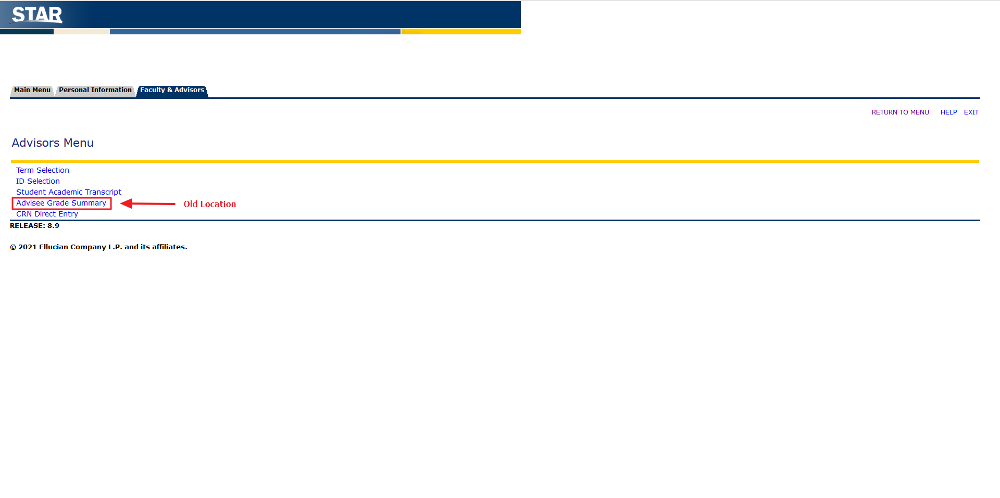 STAR
Main Menu Personal Information Faculty & Advisors
RETURN TO MENU HELP EXIT
Advisors Menu
Term Selection
ID Selection
Student Academic Transcript
Advisee Grade Summary Old Location
CRN Direct Entry
RELEASE: 8.9
© 2021 Ellucian Company L.P. and its affiliates.